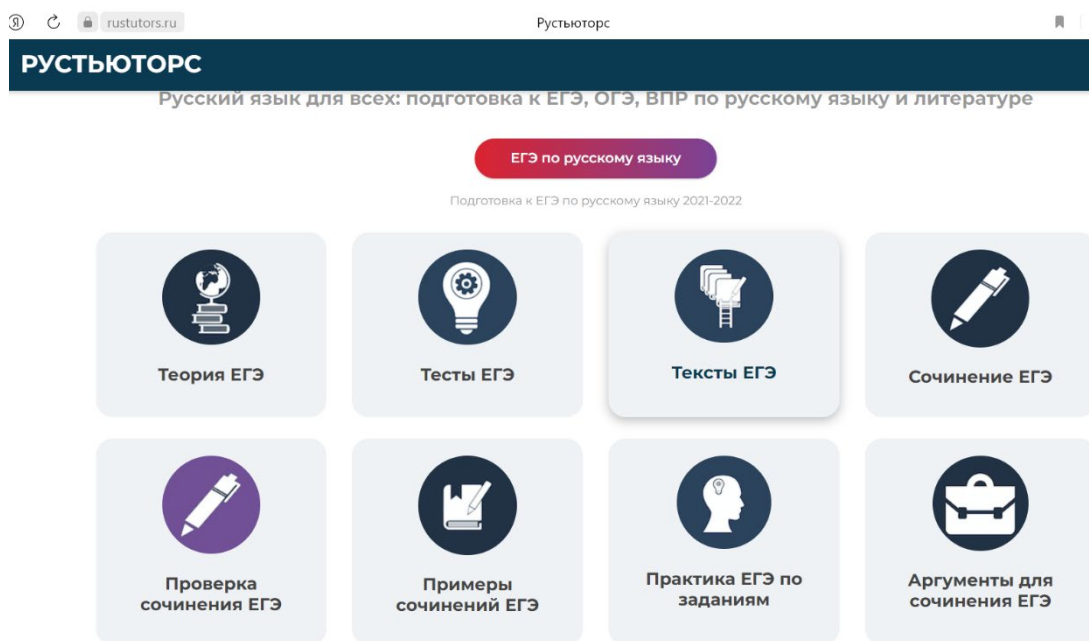 rustutors.ru
Рустьюторс
РУСТЬЮТОРС
Русский язык для всех: подготовка к ЕГЭ, ОГЭ, ВПР по русскому языку и литературе
ЕГЭ по русскому языку
Подготовка к ЕГЭ по русскому языку 2021-2022
Теория ЕГЭ
Тесты ЕГЭ
Тексты ЕГЭ
Сочинение ЕГЭ
Проверка
сочинения ЕГЭ
Примеры
сочинений ЕГЭ
Практика ЕГЭ по
заданиям
Аргументы для
сочинения ЕГЭ